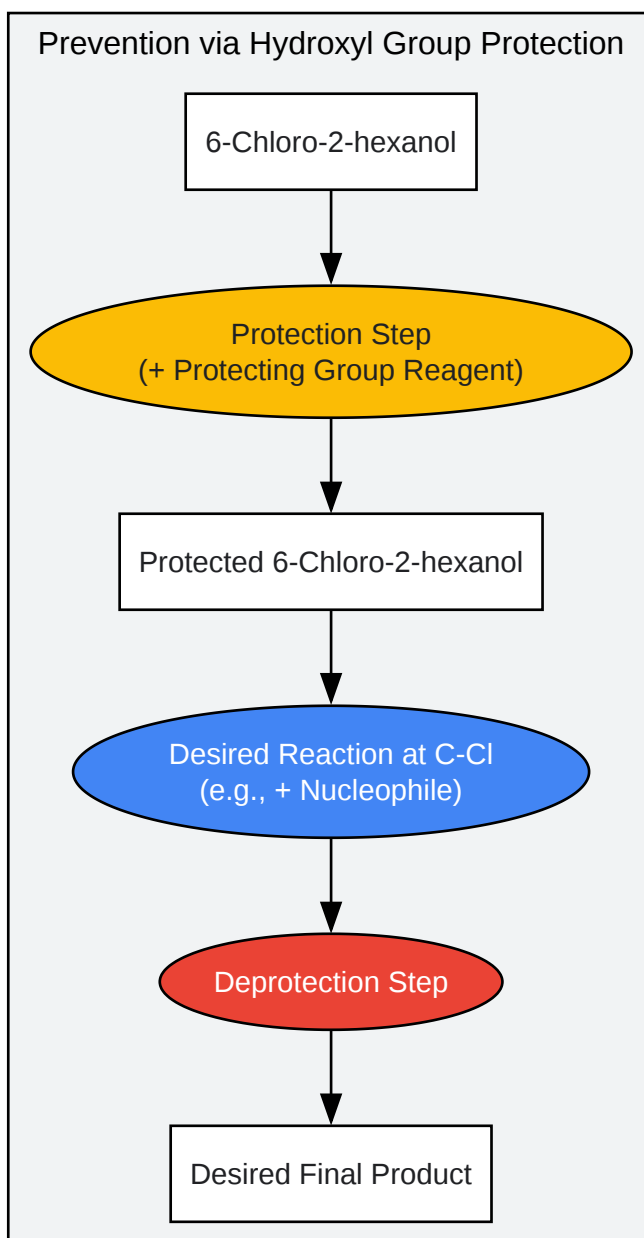 Prevention via Hydroxyl Group Protection
6-Chloro-2-hexanol
Protection Step
(+ Protecting Group Reagent)
Protected 6-Chloro-2-hexanol
Desired Reaction at C-Cl
(e.g., + Nucleophile)
Deprotection Step
Desired Final Product